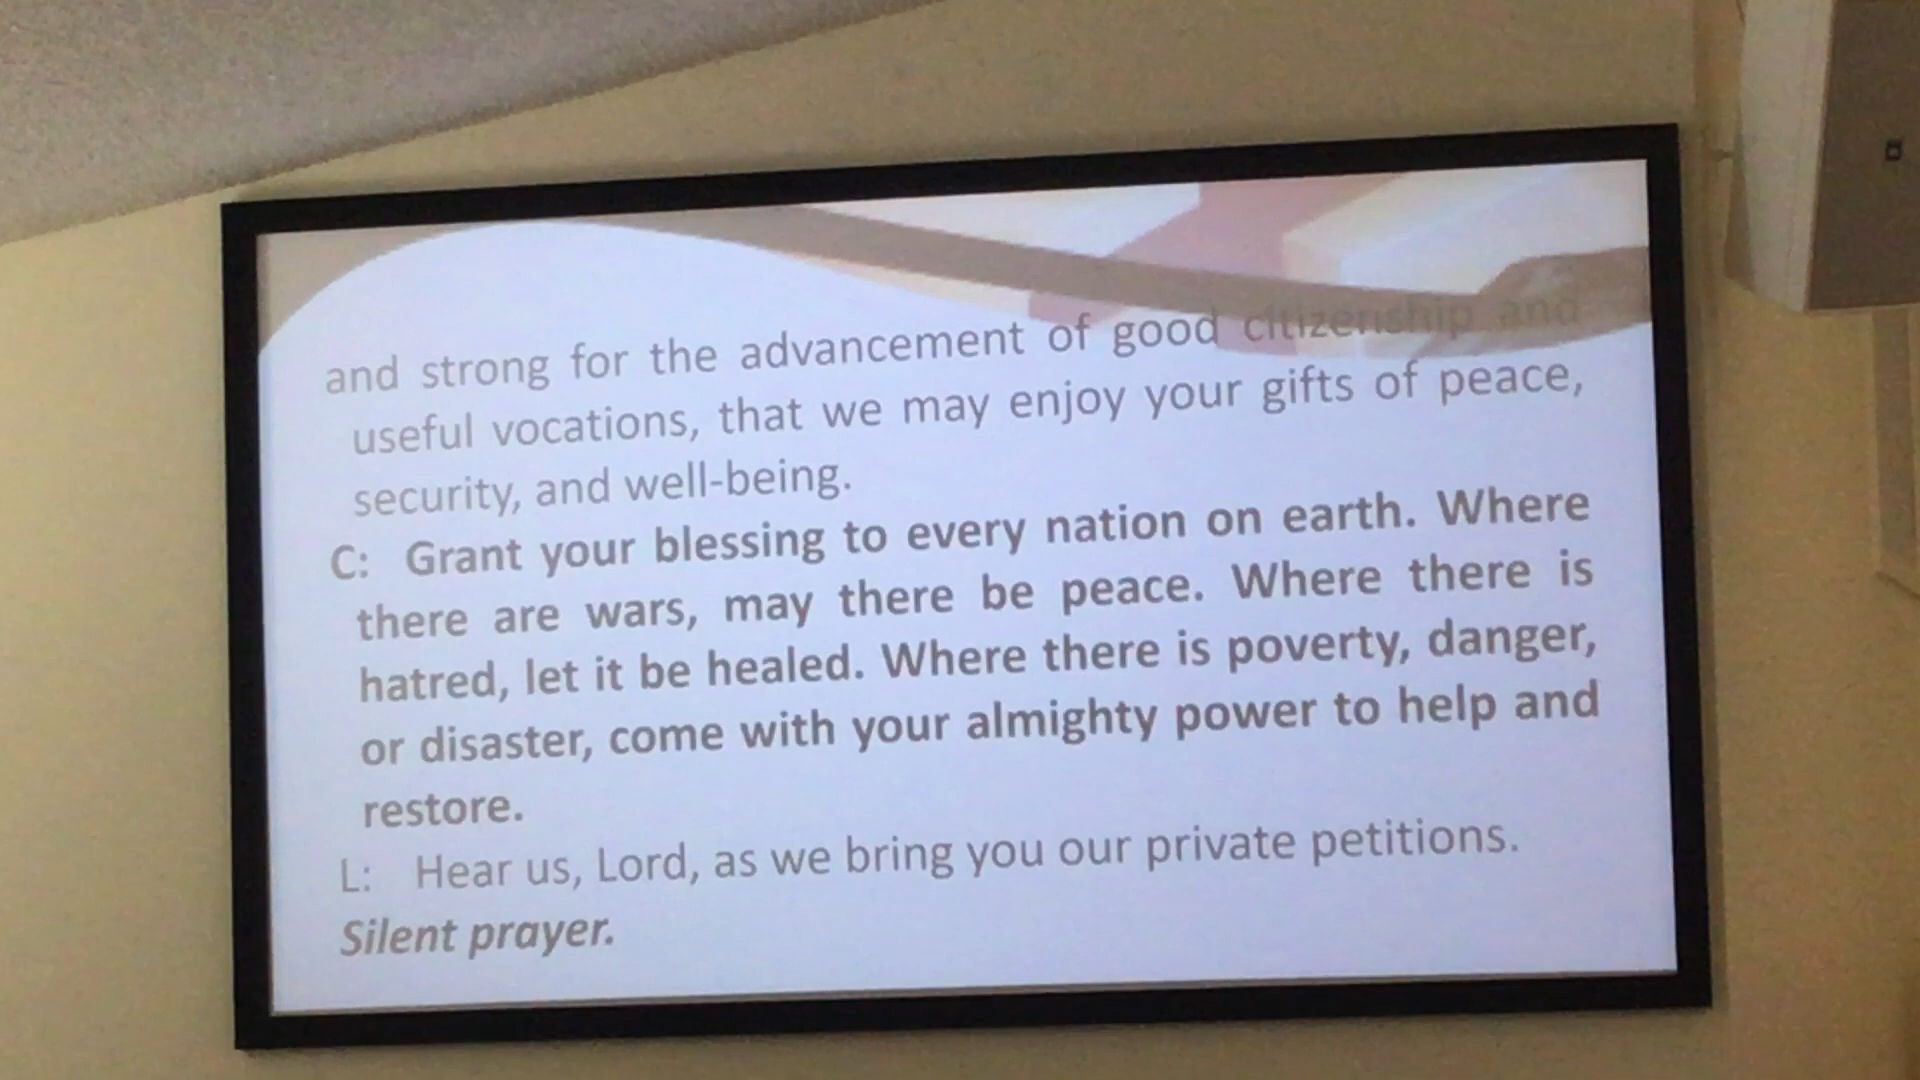 and strong for the advancement of good citizenship and
useful vocations, that we may enjoy your gifts of peace,
security, and well-being.
C: Grant your blessing to every nation on earth. Where
there are wars, may there be peace. Where there is
hatred, let it be healed. Where there is poverty, danger,
or disaster, come with your almighty power to help and
restore.
L: Hear us, Lord, as we bring you our private petitions.
Silent prayer.